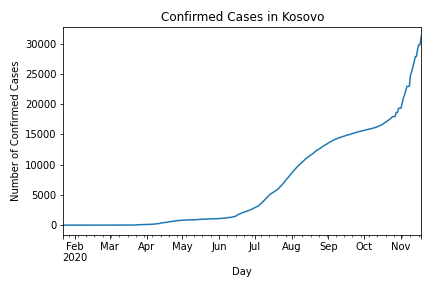 Confirmed Cases in Kosovo
Number of Confirmed Cases
30000
25000
20000
15000
10000
5000
0
Feb Mar Apr May Jun Jul Aug Sep Oct Nov
2020
Day